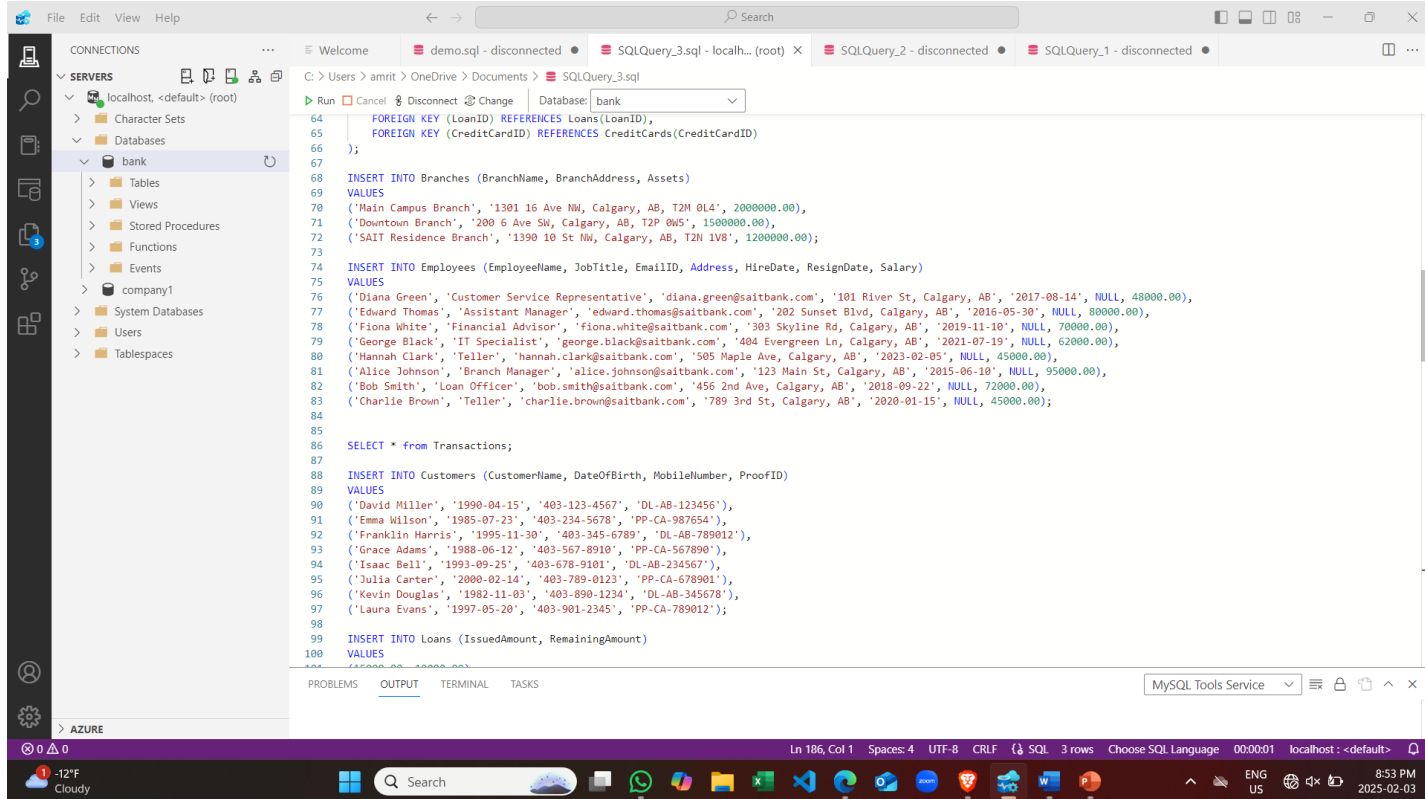 File Edit View Help
Search
CONNECTIONS
SERVERS
localhost, <default> (root)
Character Sets
Databases
bank
Tables
Views
Stored Procedures
Functions
Events
company1
System Databases
Users
Tablespaces
AZURE
Welcome demo.sql - disconnected SQLQuery_3.sql - localh... (root) SQLQuery_2 - disconnected SQLQuery_1 - disconnected
C: > Users > amrit > OneDrive > Documents > SQLQuery_3.sql
Run Cancel Disconnect Change Database: bank
64 FOREIGN KEY (LoanID) REFERENCES Loans(LoanID),
65 FOREIGN KEY (CreditCardID) REFERENCES CreditCards(CreditCardID)
66 );
67
68 INSERT INTO Branches (BranchName, BranchAddress, Assets)
69 VALUES
70 ('Main Campus Branch', '1301 16 Ave NW, Calgary, AB, T2M 0L4', 2000000.00),
71 ('Downtown Branch', '200 6 Ave SW, Calgary, AB, T2P 0W5', 1500000.00),
72 ('SAIT Residence Branch', '1390 10 St NW, Calgary, AB, T2N 1V8', 1200000.00);
73
74 INSERT INTO Employees (EmployeeName, JobTitle, EmailID, Address, HireDate, ResignDate, Salary)
75 VALUES
76 ('Diana Green', 'Customer Service Representative', 'diana.green@saitbank.com', '101 River St, Calgary, AB', '2017-08-14', NULL, 48000.00),
77 ('Edward Thomas', 'Assistant Manager', 'edward.thomas@saitbank.com', '202 Sunset Blvd, Calgary, AB', '2016-05-30', NULL, 80000.00),
78 ('Fiona White', 'Financial Advisor', 'fiona.white@saitbank.com', '303 Skyline Rd, Calgary, AB', '2019-11-10', NULL, 70000.00),
79 ('George Black', 'IT Specialist', 'george.black@saitbank.com', '404 Evergreen Ln, Calgary, AB', '2021-07-19', NULL, 62000.00),
80 ('Hannah Clark', 'Teller', 'hannah.clark@saitbank.com', '505 Maple Ave, Calgary, AB', '2023-02-05', NULL, 45000.00),
81 ('Alice Johnson', 'Branch Manager', 'alice.johnson@saitbank.com', '123 Main St, Calgary, AB', '2015-06-10', NULL, 95000.00),
82 ('Bob Smith', 'Loan Officer', 'bob.smith@saitbank.com', '456 2nd Ave, Calgary, AB', '2018-09-22', NULL, 72000.00),
83 ('Charlie Brown', 'Teller', 'charlie.brown@saitbank.com', '789 3rd St, Calgary, AB', '2020-01-15', NULL, 45000.00);
84
85
86 SELECT * from Transactions;
87
88 INSERT INTO Customers (CustomerName, DateOfBirth, MobileNumber, ProofID)
89 VALUES
90 ('David Miller', '1990-04-15', '403-123-4567', 'DL-AB-123456'),
91 ('Emma Wilson', '1985-07-23', '403-234-5678', 'PP-CA-987654'),
92 ('Franklin Harris', '1995-11-30', '403-345-6789', 'DL-AB-789012'),
93 ('Grace Adams', '1988-06-12', '403-567-8910', 'PP-CA-567890'),
94 ('Isaac Bell', '1993-09-25', '403-678-9101', 'DL-AB-234567'),
95 ('Julia Carter', '2000-02-14', '403-789-0123', 'PP-CA-678901'),
96 ('Kevin Douglas', '1982-11-03', '403-890-1234', 'DL-AB-345678'),
97 ('Laura Evans', '1997-05-20', '403-901-2345', 'PP-CA-789012');
98
99 INSERT INTO Loans (IssuedAmount, RemainingAmount)
100 VALUES
101 (15000.00, 10000.00)
PROBLEMS OUTPUT TERMINAL TASKS
MySQL Tools Service
3
0 0
Ln 186, Col 1 Spaces: 4 UTF-8 CRLF SQL 3 rows Choose SQL Language 00:00:01 localhost : <default>
1
-12°F
Cloudy
Search
zoom
ENG
US
8:53 PM
2025-02-03